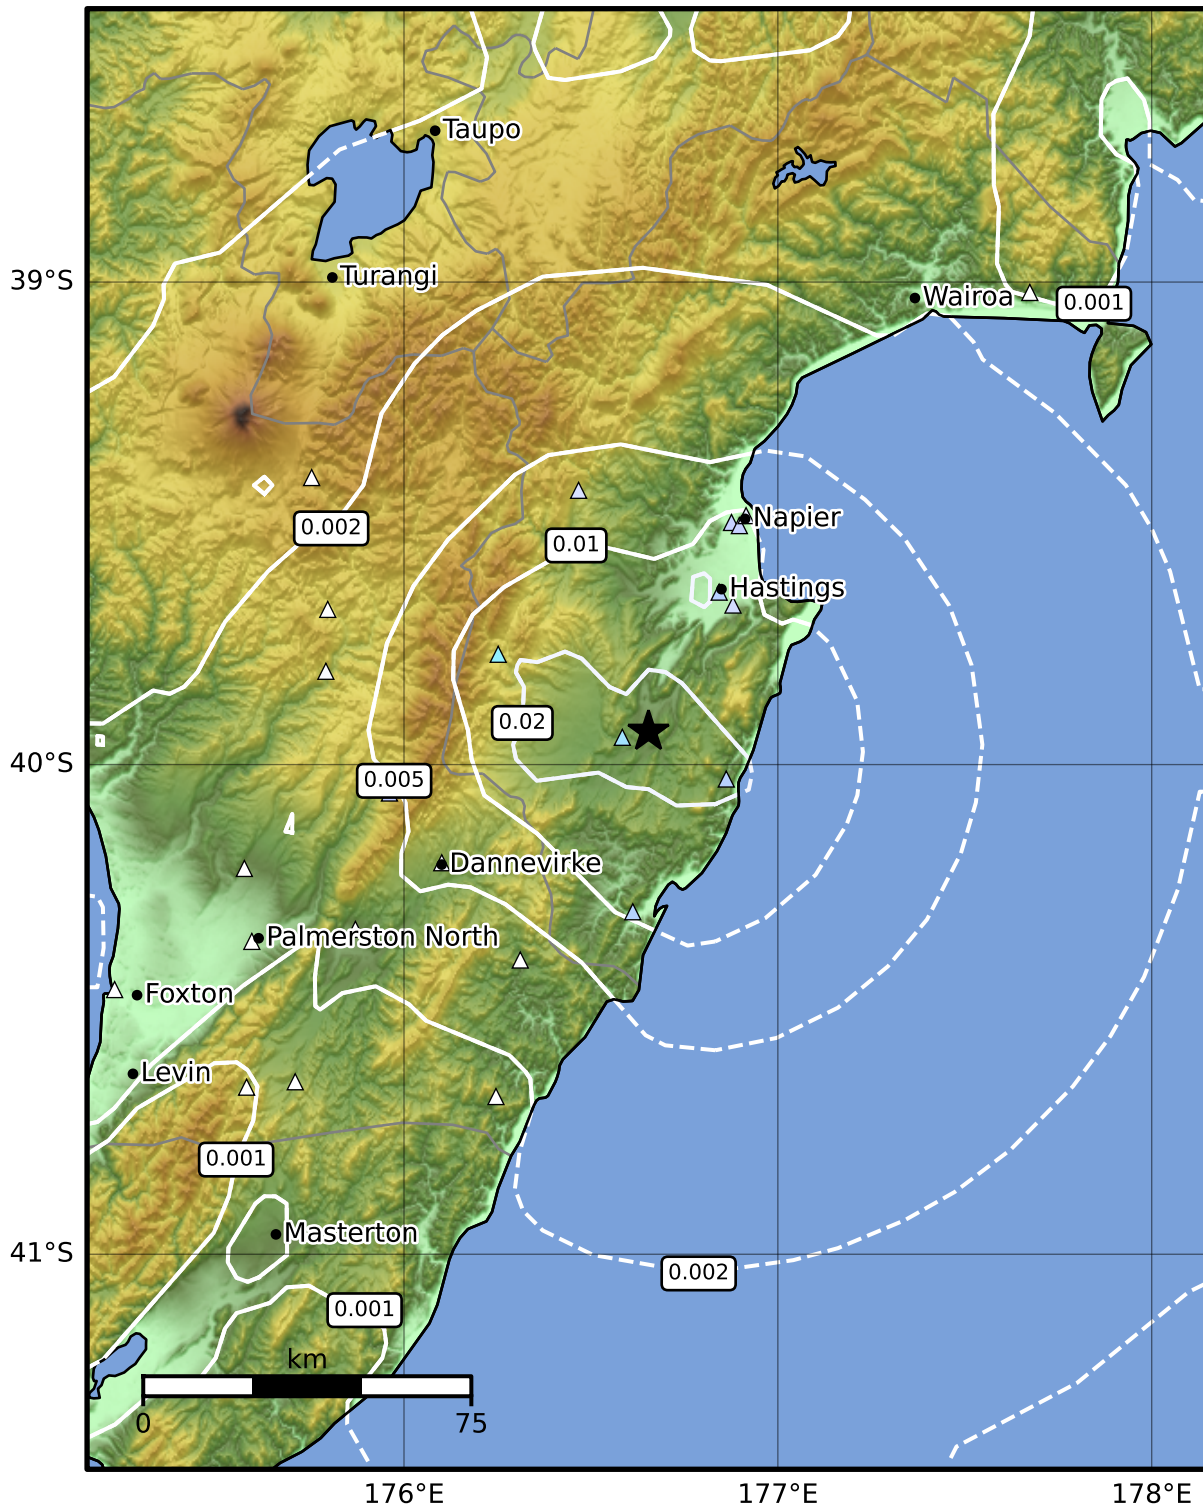 Taupo
Turangi
39°S
Wairoa
0.001
0.002
Napier
0.01
Hastings
0.02
40°S
0.005
Dannevirke
Palmerston North
Foxton
Levin
0.001
Masterton
41°S
0.002
0.001
km
0
75
176°E
177°E
178°E